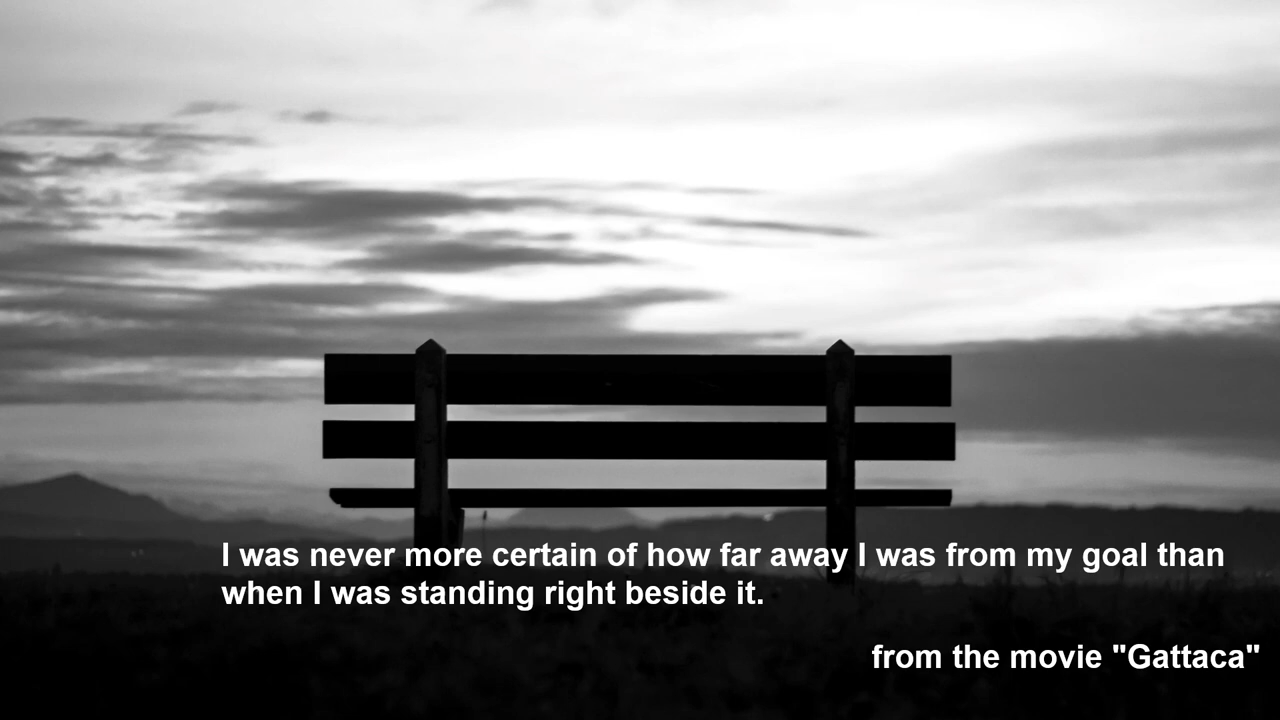 I was never more certain of how far away I was from my goal than
when I was standing right beside it.
from the movie "Gattaca"